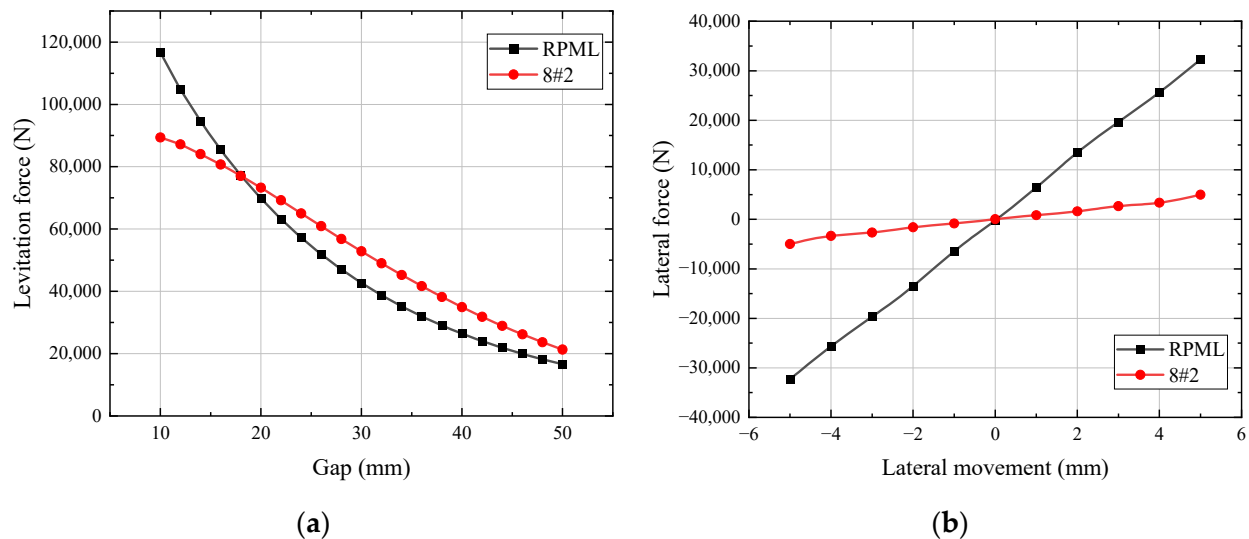 120,000
100,000
80,000
60,000
40,000
20,000
0
10 20 30 40 50
Levitation force (N)
Gap (mm)
RPML
8#2
(a)
40,000
30,000
20,000
10,000
0
−10,000
−20,000
−30,000
−40,000
−6 −4 −2 0 2 4 6
Lateral force (N)
Lateral movement (mm)
RPML
8#2
(b)